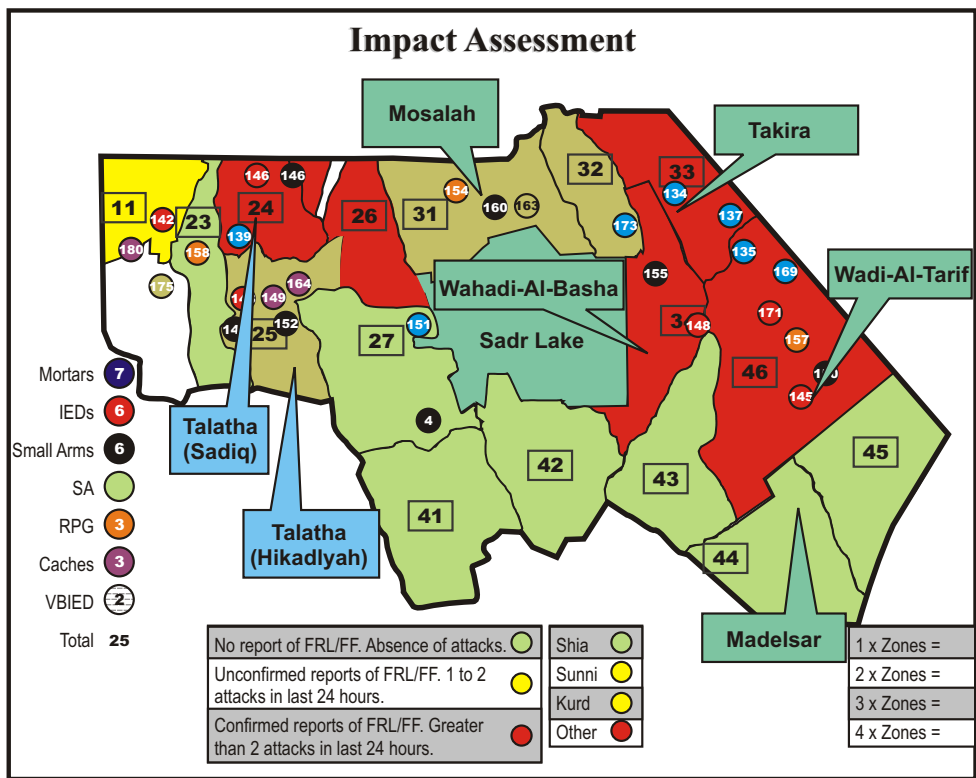 Impact Assessment
Mosalah
Takira
32
33
134
146
146
154
11
23
24
26
31
160
163
142
173
137
139
135
180
158
155
169
175
164
149
Wahadi-Al-Basha
Wadi-Al-Tarif
171
152
25
27
151
Sadr Lake
148
157
46
145
Mortars 7
IEDs 6
Small Arms 6
SA
RPG 3
Caches 3
VBIED 2
Total 25
Talatha
(Sadiq)
4
42
43
45
41
Talatha
(Hikadlyah)
44
Madelsar
No report of FRL/FF. Absence of attacks.
Unconfirmed reports of FRL/FF. 1 to 2
attacks in last 24 hours.
Confirmed reports of FRL/FF. Greater
than 2 attacks in last 24 hours.
Shia
Sunni
Kurd
Other
1 x Zones =
2 x Zones =
3 x Zones =
4 x Zones =